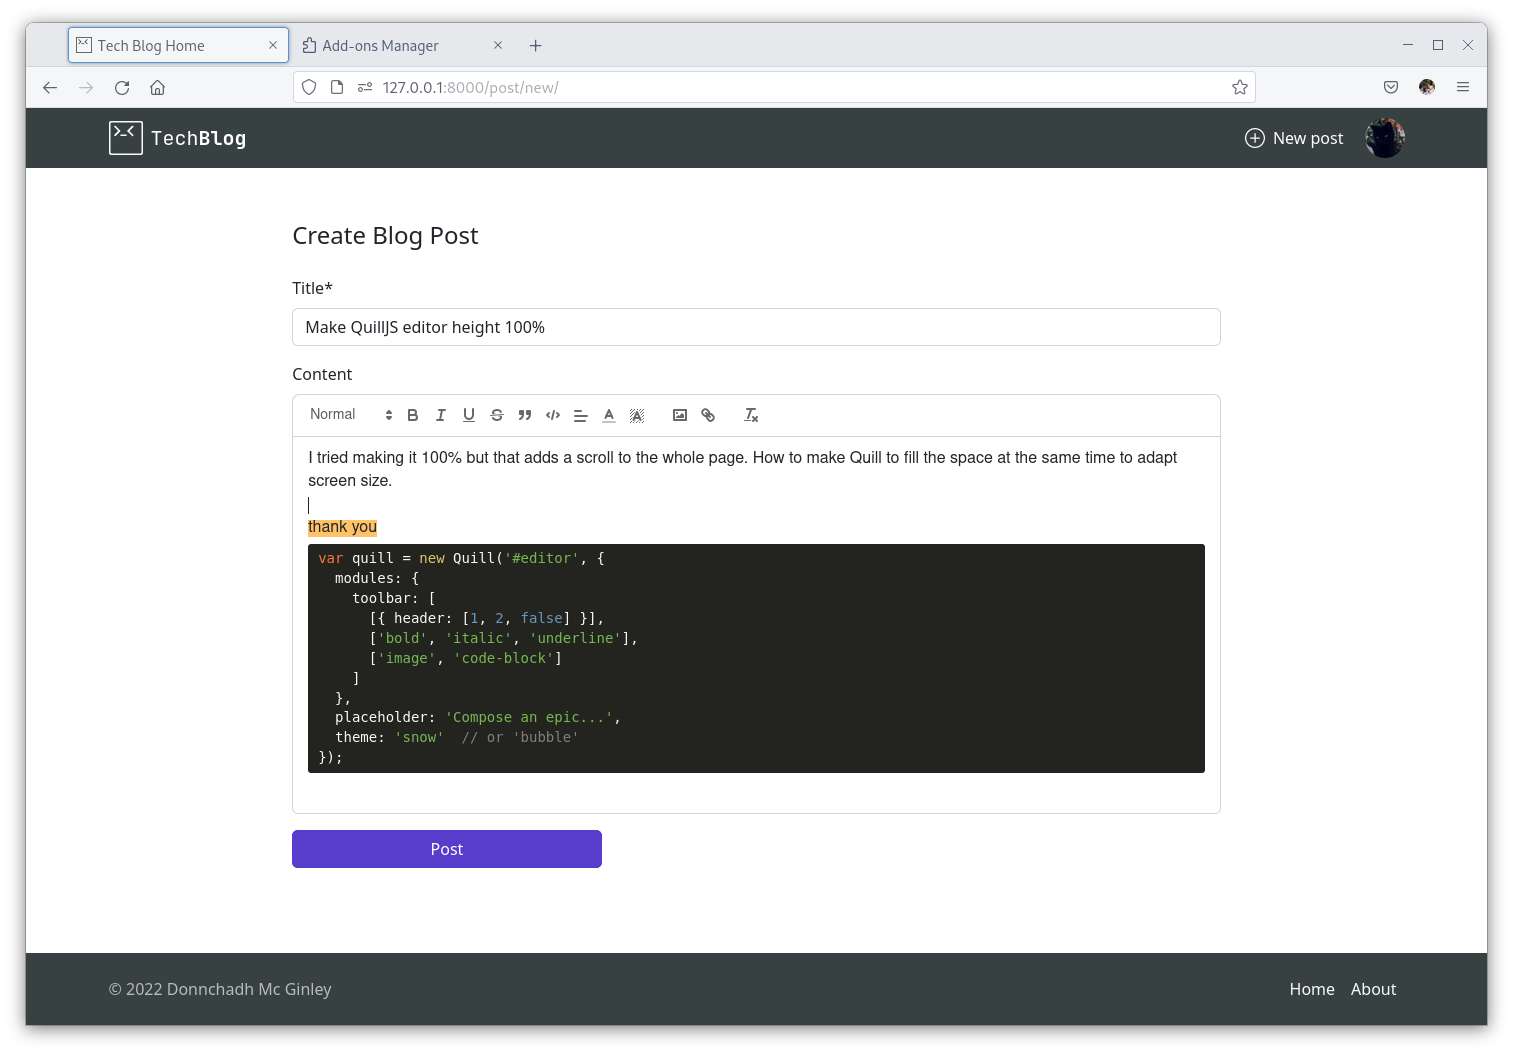 Tech Blog Home
Add-ons Manager
127.0.0.1:8000/post/new/
TechBlog
New post
Create Blog Post
Title*
Make QuillJS editor height 100%
Content
Normal
I tried making it 100% but that adds a scroll to the whole page. How to make Quill to fill the space at the same time to adapt
screen size.
thank you
var quill = new Quill('#editor', {
  modules: {
    toolbar: [
      [{ header: [1, 2, false] }],
      ['bold', 'italic', 'underline'],
      ['image', 'code-block']
    ]
  },
  placeholder: 'Compose an epic...',
  theme: 'snow'  // or 'bubble'
});
Post
© 2022 Donnchadh Mc Ginley
Home About